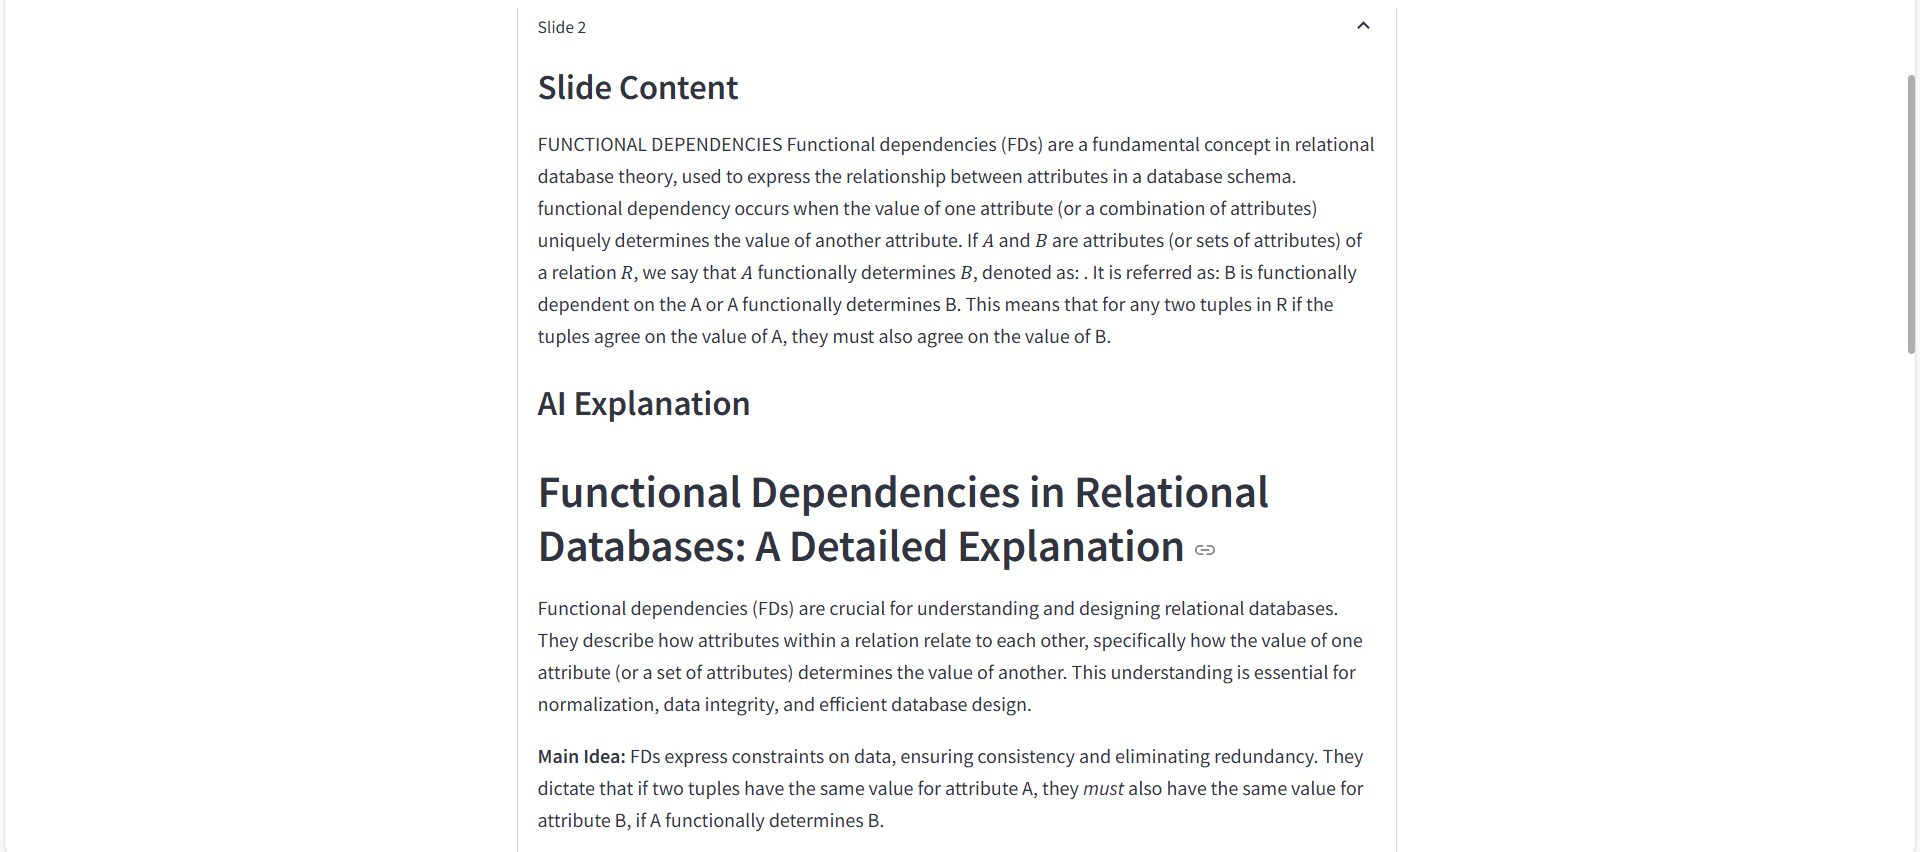 Slide 2
Slide Content
FUNCTIONAL DEPENDENCIES Functional dependencies (FDs) are a fundamental concept in relational
database theory, used to express the relationship between attributes in a database schema.
functional dependency occurs when the value of one attribute (or a combination of attributes)
uniquely determines the value of another attribute. If A and B are attributes (or sets of attributes) of
a relation R, we say that A functionally determines B, denoted as: . It is referred as: B is functionally
dependent on the A or A functionally determines B. This means that for any two tuples in R if the
tuples agree on the value of A, they must also agree on the value of B.
AI Explanation
Functional Dependencies in Relational
Databases: A Detailed Explanation
Functional dependencies (FDs) are crucial for understanding and designing relational databases.
They describe how attributes within a relation relate to each other, specifically how the value of one
attribute (or a set of attributes) determines the value of another. This understanding is essential for
normalization, data integrity, and efficient database design.
Main Idea: FDs express constraints on data, ensuring consistency and eliminating redundancy. They
dictate that if two tuples have the same value for attribute A, they must also have the same value for
attribute B, if A functionally determines B.